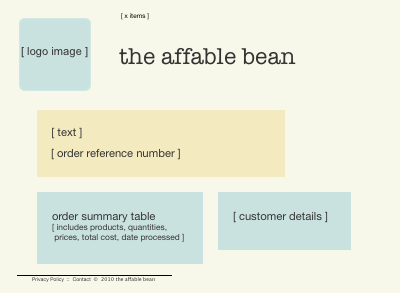 [ x items ]
[ logo image ]
the affable bean
[ text ]
[ order reference number ]
order summary table
[ includes products, quantities,
prices, total cost, date processed ]
[ customer details ]
Privacy Policy :: Contact © 2010 the affable bean